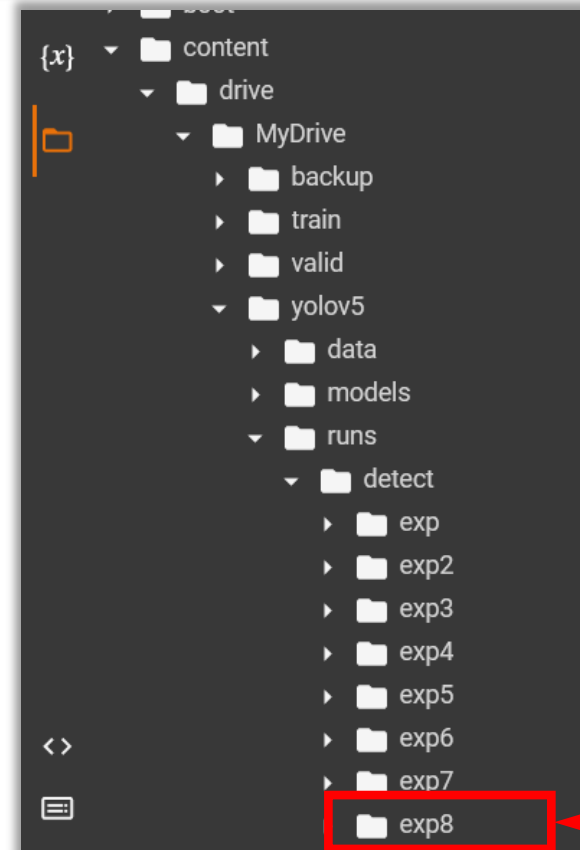 {x}
content
drive
MyDrive
backup
train
valid
yolov5
data
models
runs
detect
exp
exp2
exp3
exp4
exp5
exp6
exp7
exp8